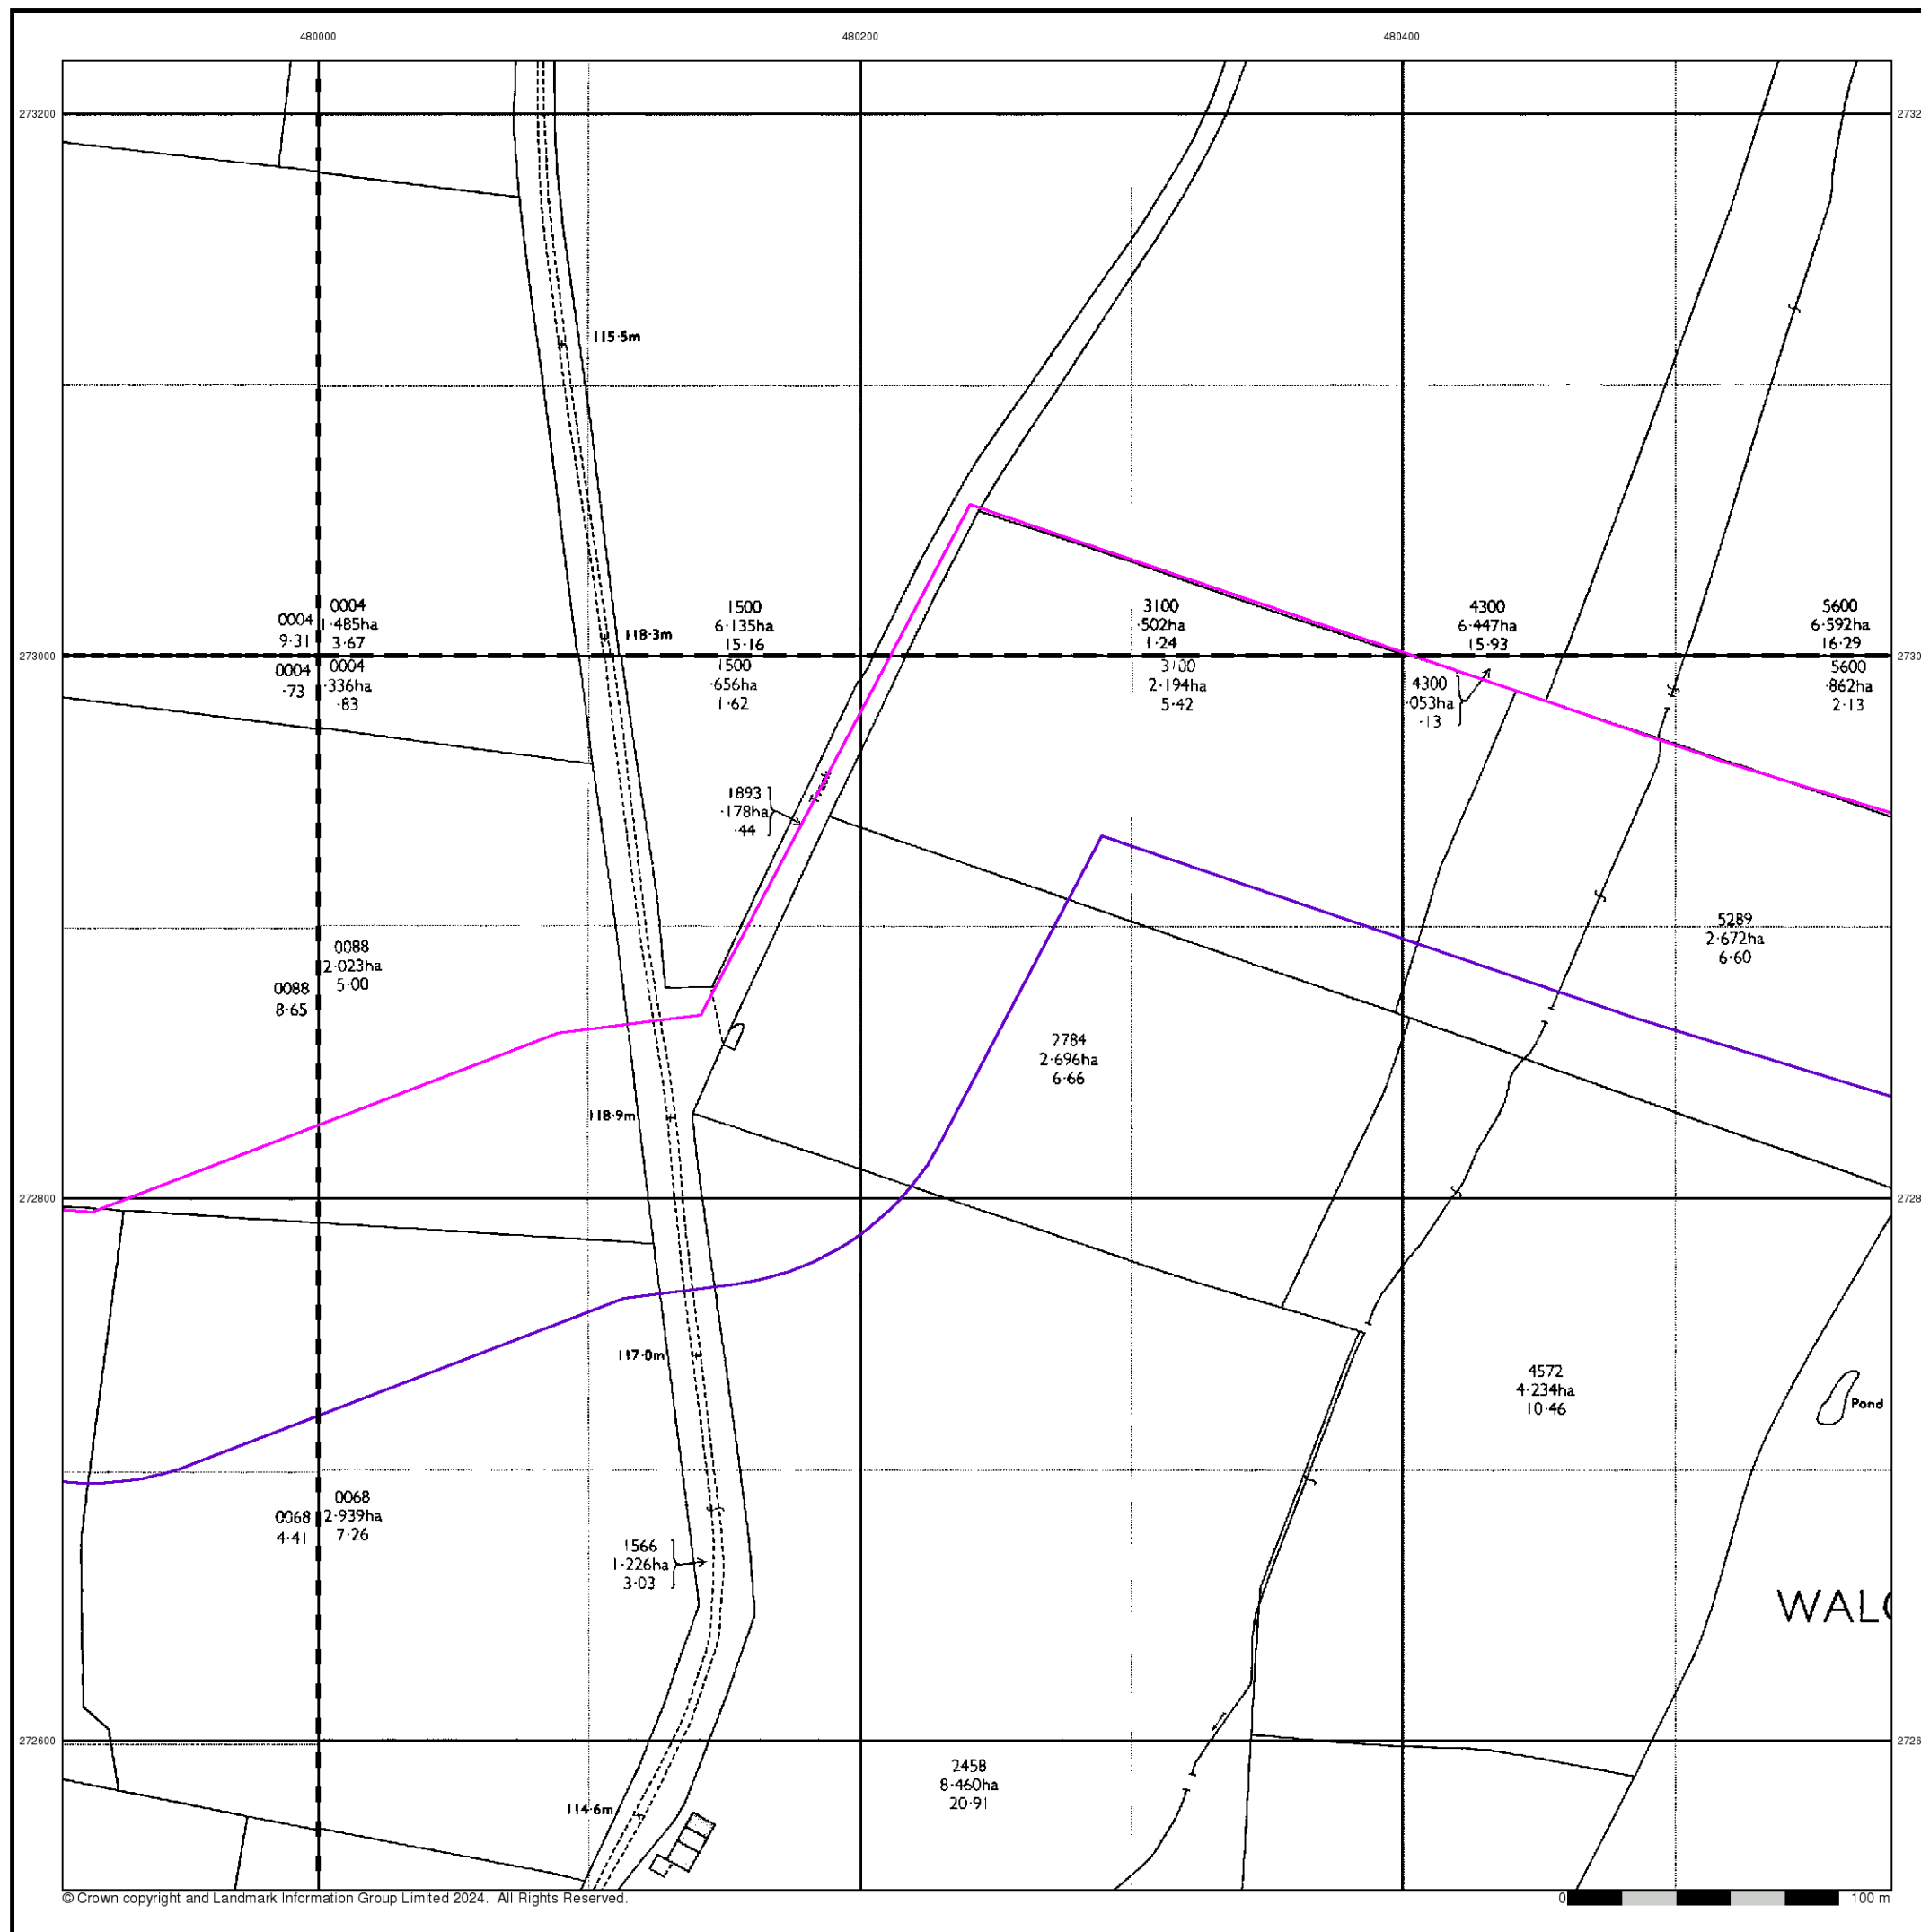 480000
480200
480400
273200
2732
115·5m
0004
9·31
0004
1·485ha
3·67
118·3m
1500
6·135ha
15·16
3100
·502ha
1·24
4300
6·447ha
15·93
5600
6·592ha
16·29
273000
2730
0004
·73
0004
·336ha
·83
1500
·656ha
1·62
3100
2·194ha
5·42
4300
·053ha
·13
5600
·862ha
2·13
1893
·178ha
·44
Track
5289
2·672ha
6·60
0088
8·65
0088
2·023ha
5·00
2784
2·696ha
6·66
118·9m
272800
2728
117·0m
4572
4·234ha
10·46
Pond
0068
4·41
0068
2·939ha
7·26
1566
1·226ha
3·03
WALC
272600
2726
2458
8·460ha
20·91
114·6m
© Crown copyright and Landmark Information Group Limited 2024. All Rights Reserved.
0
100 m